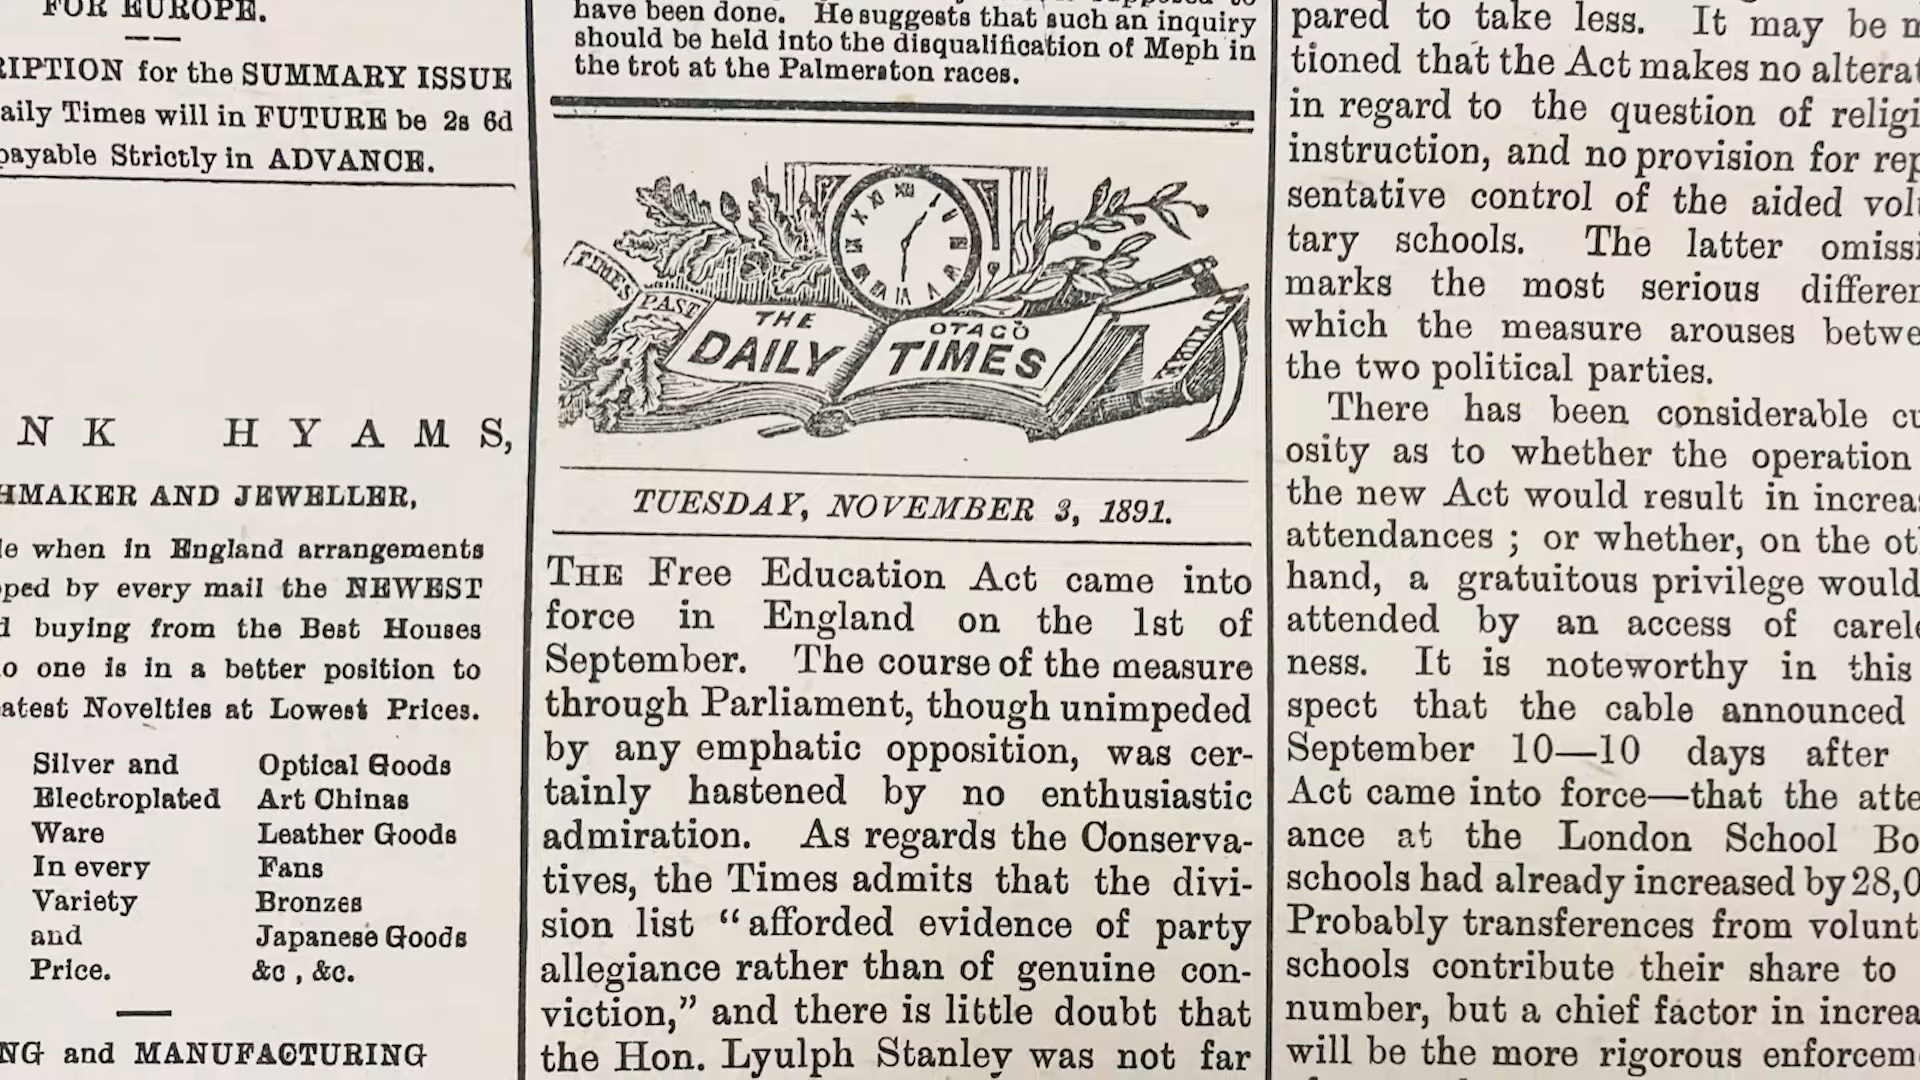 FOR EUROPE.
RIPTION for the SUMMARY ISSUE
aily Times will in FUTURE be 2s 6d
payable Strictly in ADVANCE.
NK HYAMS,
HMAKER AND JEWELLER,
le when in England arrangements
pped by every mail the NEWEST
d buying from the Best Houses
o one is in a better position to
atest Novelties at Lowest Prices.
Silver and
Electroplated
Ware
In every
Variety
and
Price.
Optical Goods
Art Chinas
Leather Goods
Fans
Bronzes
Japanese Goods
&c , &c.
NG and MANUFACTURING
have been done. He suggests that such an inquiry
should be held into the disqualification of Meph in
the trot at the Palmerston races.
XII I II III IV V VI VII VIII IX X XI
TIMES
PAST
THE
DAILY
OTAGO
TIMES
FUTURE
TUESDAY, NOVEMBER 3, 1891.
THE Free Education Act came into
force in England on the 1st of
September. The course of the measure
through Parliament, though unimpeded
by any emphatic opposition, was cer-
tainly hastened by no enthusiastic
admiration. As regards the Conserva-
tives, the Times admits that the divi-
sion list “afforded evidence of party
allegiance rather than of genuine con-
viction,” and there is little doubt that
the Hon. Lyulph Stanley was not far
pared to take less. It may be m
tioned that the Act makes no alterat
in regard to the question of religi
instruction, and no provision for rep
sentative control of the aided vol
tary schools. The latter omissi
marks the most serious differen
which the measure arouses betwe
the two political parties.
There has been considerable cu
osity as to whether the operation
the new Act would result in increa
attendances ; or whether, on the ot
hand, a gratuitous privilege would
attended by an access of carele
ness. It is noteworthy in this
spect that the cable announced
September 10—10 days after
Act came into force—that the atte
ance at the London School Bo
schools had already increased by 28,0
Probably transferences from volunt
schools contribute their share to
number, but a chief factor in increa
will be the more rigorous enforcem